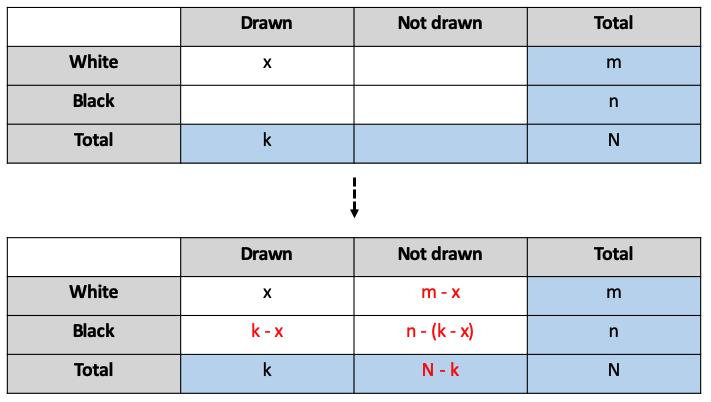 Drawn Not drawn Total
White x m
Black n
Total k N
Drawn Not drawn Total
White x m - x m
Black k - x n - (k - x) n
Total k N - k N